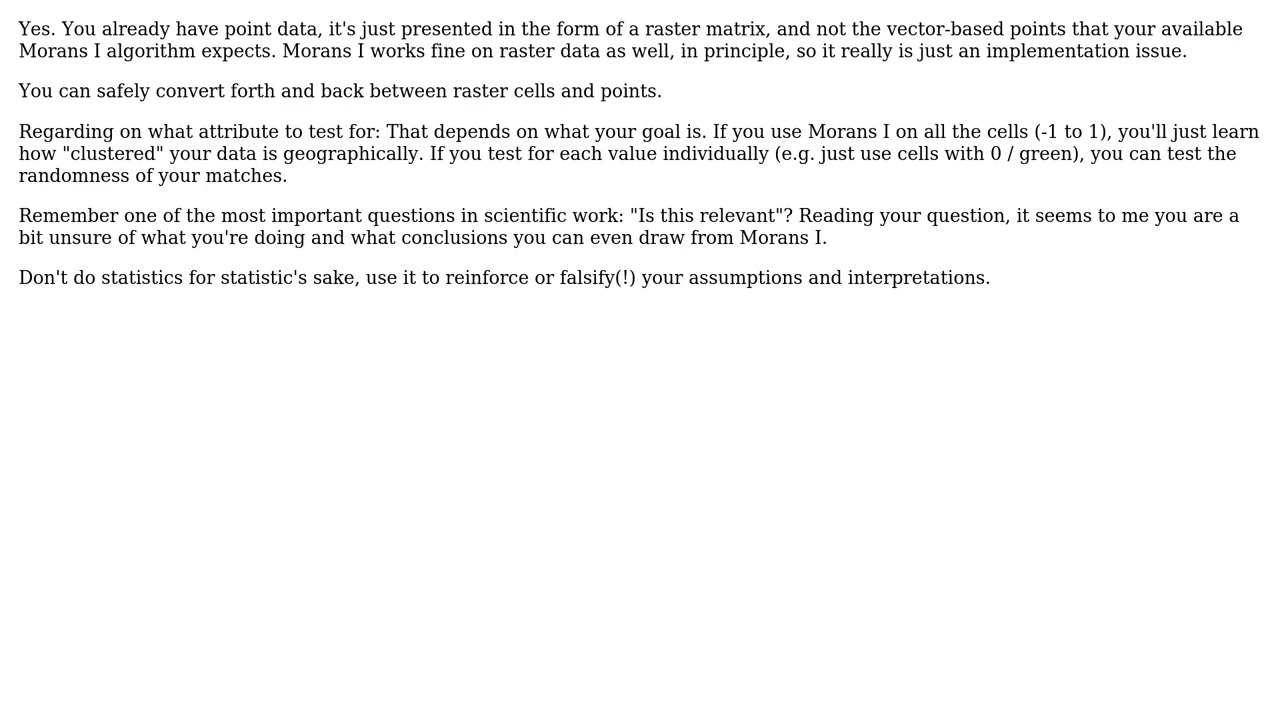 Yes. You already have point data, it's just presented in the form of a raster matrix, and not the vector-based points that your available
Morans I algorithm expects. Morans I works fine on raster data as well, in principle, so it really is just an implementation issue.
You can safely convert forth and back between raster cells and points.
Regarding on what attribute to test for: That depends on what your goal is. If you use Morans I on all the cells (-1 to 1), you'll just learn
how "clustered" your data is geographically. If you test for each value individually (e.g. just use cells with 0 / green), you can test the
randomness of your matches.
Remember one of the most important questions in scientific work: "Is this relevant"? Reading your question, it seems to me you are a
bit unsure of what you're doing and what conclusions you can even draw from Morans I.
Don't do statistics for statistic's sake, use it to reinforce or falsify(!) your assumptions and interpretations.